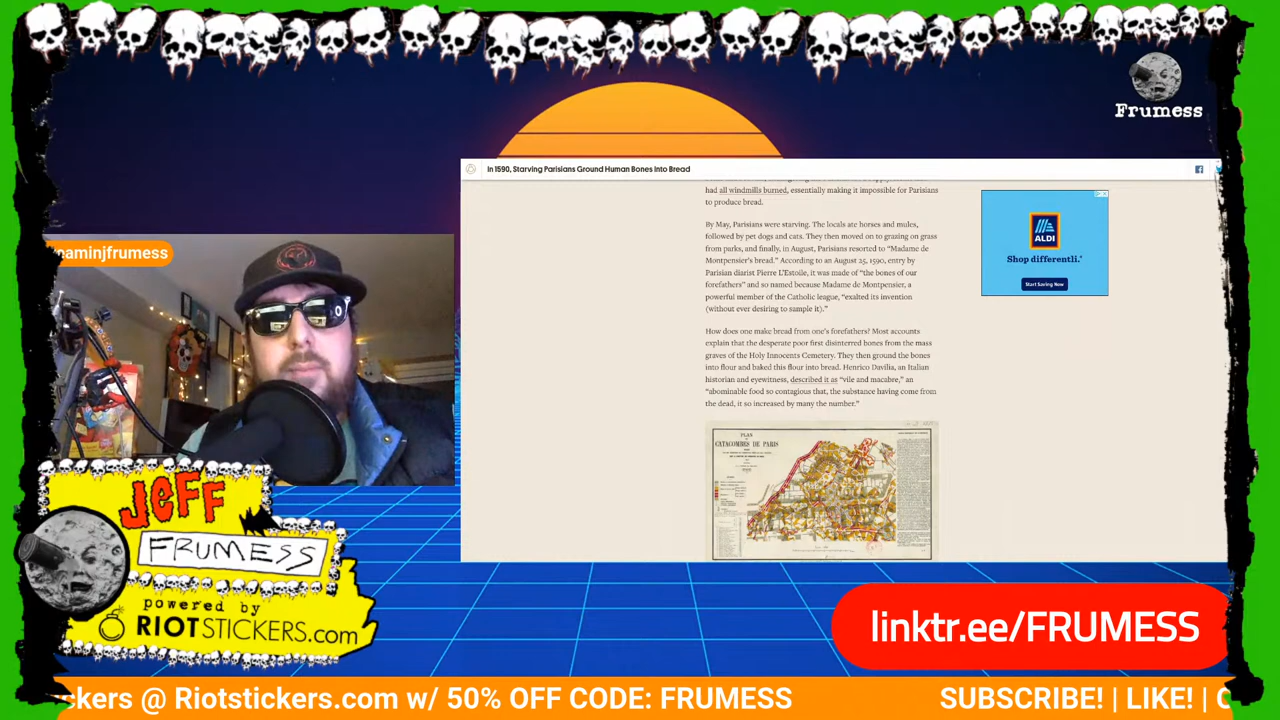 Frumess
In 1590, Starving Parisians Ground Human Bones Into Bread
had all windmills burned, essentially making it impossible for Parisians
to produce bread.
By May, Parisians were starving. The locals ate horses and mules,
followed by pet dogs and cats. They then moved on to grazing on grass
from parks, and finally, in August, Parisians resorted to “Madame de
Montpensier’s bread.” According to an August 25, 1590, entry by
Parisian diarist Pierre L’Estoile, it was made of “the bones of our
forefathers” and so named because Madame de Montpensier, a
powerful member of the Catholic league, “exalted its invention
(without ever desiring to sample it).”
How does one make bread from one’s forefathers? Most accounts
explain that the desperate poor first disinterred bones from the mass
graves of the Holy Innocents Cemetery. They then ground the bones
into flour and baked this flour into bread. Henrico Davilia, an Italian
historian and eyewitness, described it as “vile and macabre,” an
“abominable food so contagious that, the substance having come from
the dead, it so increased by many the number.”
PLAN
CATACOMBES DE PARIS
ALDI
Shop differentli.
Start Saving Now
aminjfrumess
JEFF
FRUMESS
powered by
RIOTSTICKERS.com
linktr.ee/FRUMESS
ckers @ Riotstickers.com w/ 50% OFF CODE: FRUMESS
SUBSCRIBE! | LIKE! |